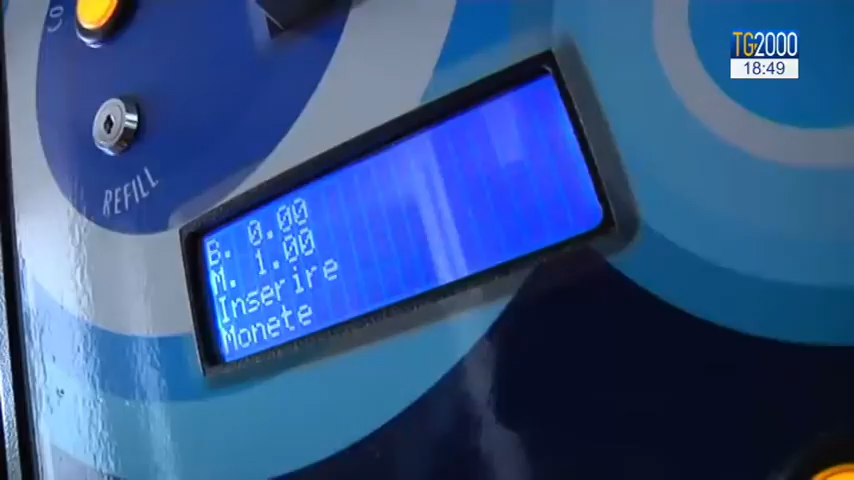 TG2000
18:49
REFILL
B. 0.00
M. 1.00
Inserire
Monete